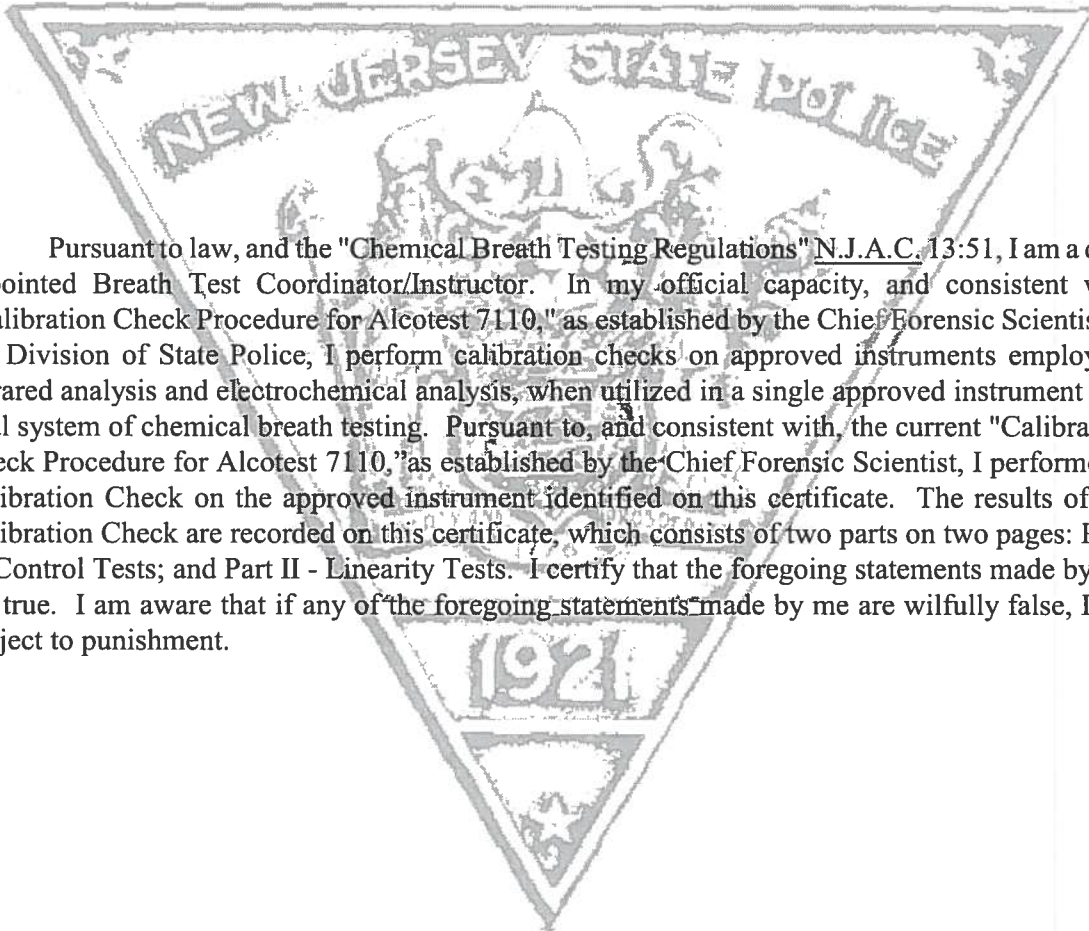 NEW JERSEY STATE POLICE
Pursuant to law, and the "Chemical Breath Testing Regulations" N.J.A.C. 13:51, I am a d
ointed Breath Test Coordinator/Instructor. In my official capacity, and consistent v
alibration Check Procedure for Alcotest 7110," as established by the Chief Forensic Scientis
Division of State Police, I perform calibration checks on approved instruments employ
rared analysis and electrochemical analysis, when utilized in a single approved instrument
l system of chemical breath testing. Pursuant to, and consistent with, the current "Calibra
eck Procedure for Alcotest 7110,"as established by the Chief Forensic Scientist, I performe
libration Check on the approved instrument identified on this certificate. The results of
ibration Check are recorded on this certificate, which consists of two parts on two pages: P
Control Tests; and Part II - Linearity Tests. I certify that the foregoing statements made by
true. I am aware that if any of the foregoing statements made by me are wilfully false, I
ject to punishment.
1921